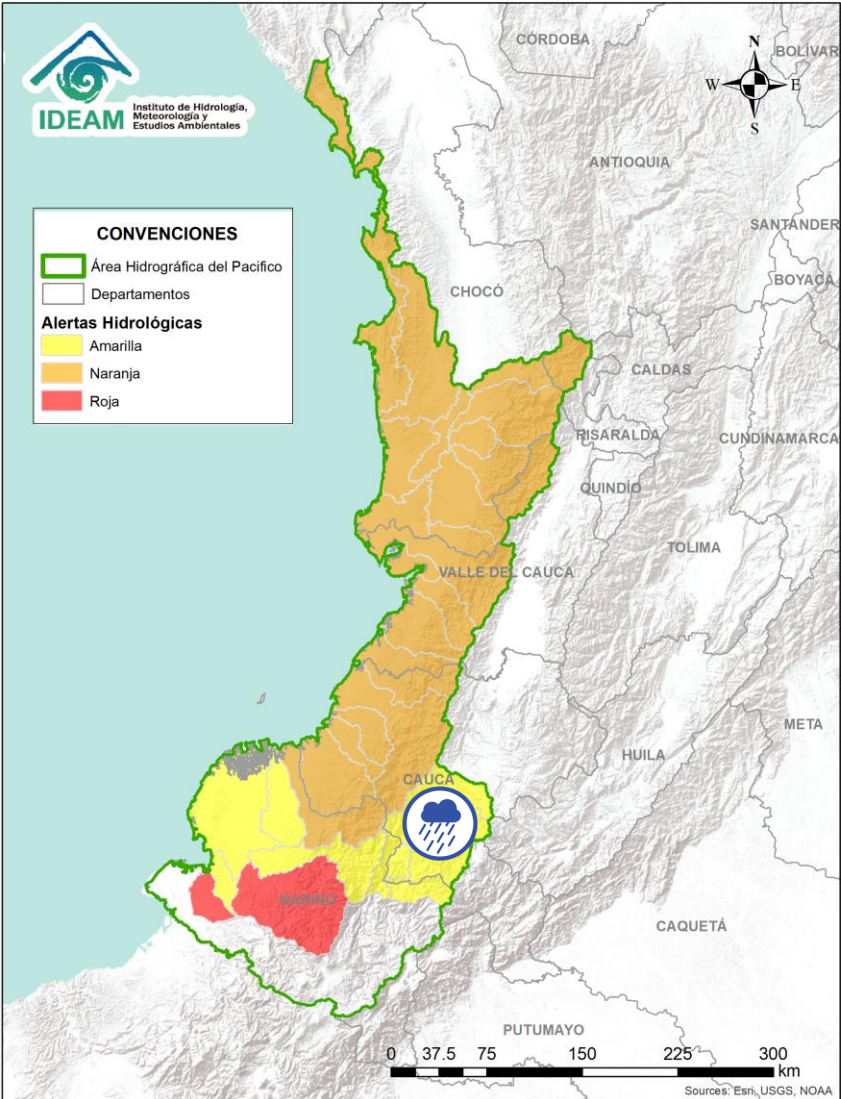 IDEAM
Instituto de Hidrología,
Meteorología y
Estudios Ambientales
N
W
E
S
CÓRDOBA
BOLÍVAR
ANTIOQUIA
SANTANDER
BOYACÁ
CONVENCIONES
Área Hidrográfica del Pacifico
Departamentos
Alertas Hidrológicas
Amarilla
Naranja
Roja
CHOCÓ
CALDAS
RISARALDA
CUNDINAMARCA
QUINDÍO
TOLIMA
VALLE DEL CAUCA
META
HUILA
CAUCA
NARIÑO
CAQUETÁ
PUTUMAYO
0 37.5 75 150 225 300
km
Sources: Esri, USGS, NOAA